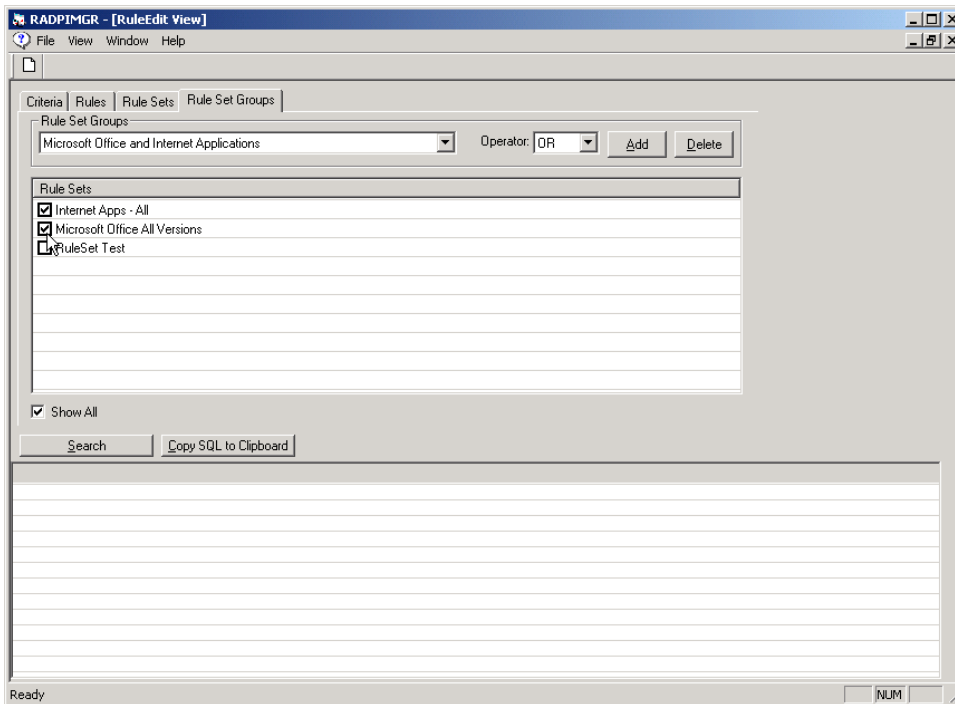 RADPIMGR - [RuleEdit View]
File View Window Help
Criteria Rules Rule Sets Rule Set Groups
Rule Set Groups
Microsoft Office and Internet Applications Operator: OR Add Delete
Rule Sets
Internet Apps - All
Microsoft Office All Versions
RuleSet Test
Show All
Search Copy SQL to Clipboard
Ready NUM